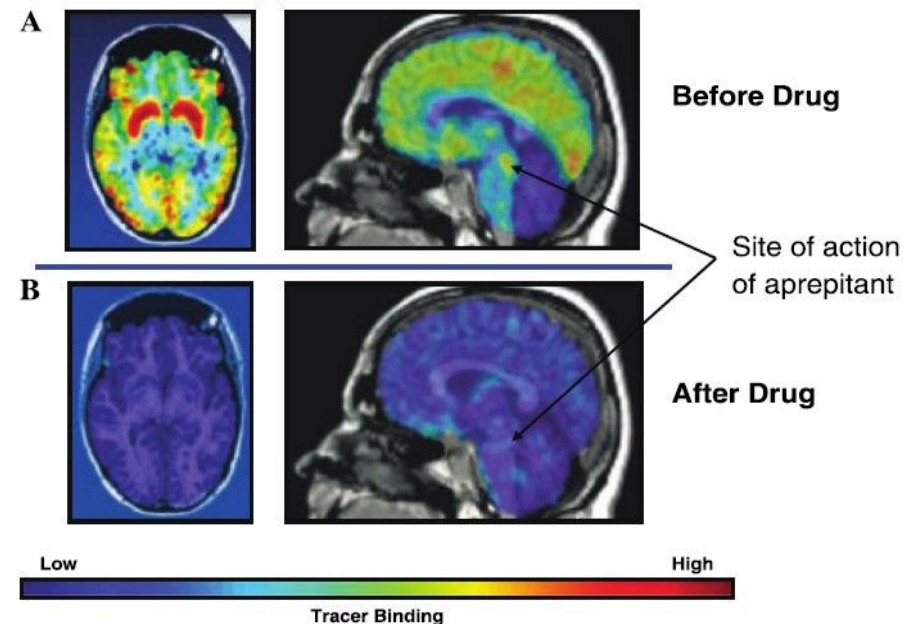 A
Before Drug
Site of action
of aprepitant
B
After Drug
Low
High
Tracer Binding